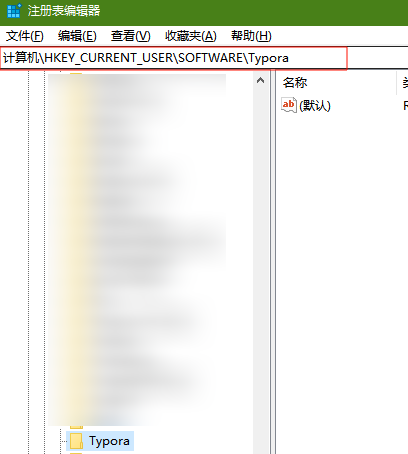 注册表编辑器
文件(F) 编辑(E) 查看(V) 收藏夹(A) 帮助(H)
计算机\HKEY_CURRENT_USER\SOFTWARE\Typora
名称
ab (默认) R
Typora